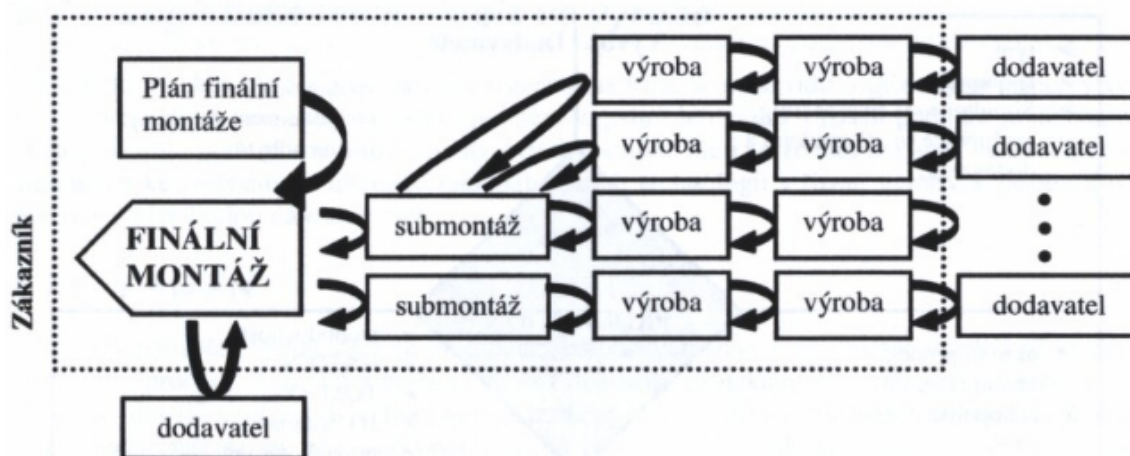 výroba
výroba
dodavatel
Plán finální
montáže
výroba
výroba
dodavatel
Zákazník
FINÁLNÍ
MONTÁŽ
submontáž
výroba
výroba
submontáž
výroba
výroba
dodavatel
dodavatel